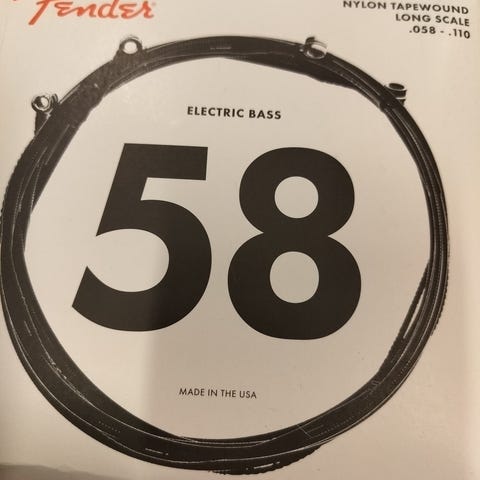 Fender
NYLON TAPEWOUND
LONG SCALE
.058 - .110
ELECTRIC BASS
58
MADE IN THE USA